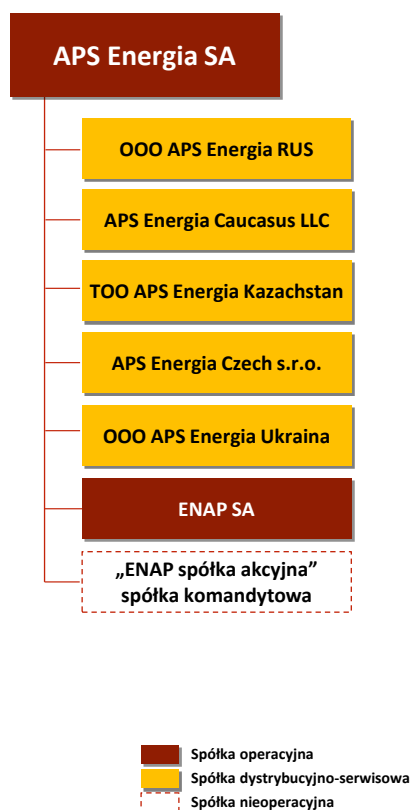 APS Energia SA
OOO APS Energia RUS
APS Energia Caucasus LLC
TOO APS Energia Kazachstan
APS Energia Czech s.r.o.
OOO APS Energia Ukraina
ENAP SA
„ENAP spółka akcyjna”
spółka komandytowa
Spółka operacyjna
Spółka dystrybucyjno-serwisowa
Spółka nieoperacyjna